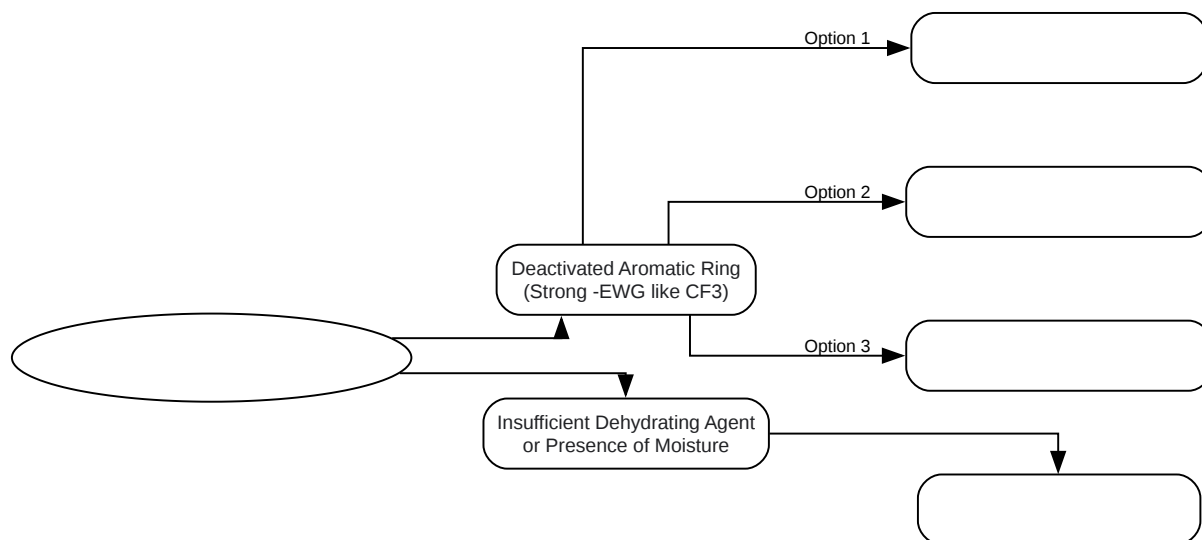 Option 1
Option 2
Deactivated Aromatic Ring
(Strong -EWG like CF3)
Option 3
Insufficient Dehydrating Agent
or Presence of Moisture